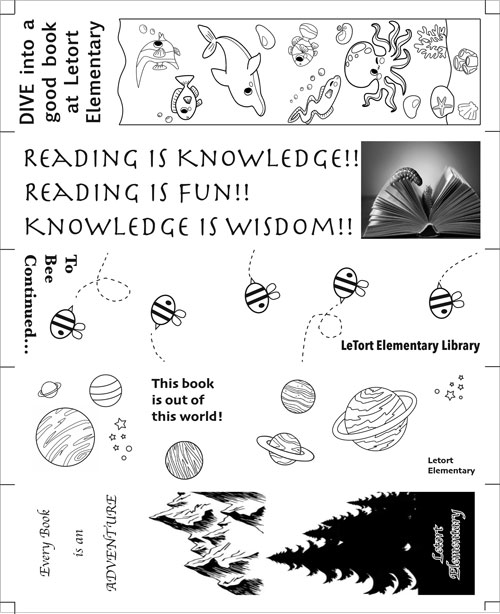 DIVE into a
good book
at Letort
Elementary
READING IS KNOWLEDGE!!
READING IS FUN!!
KNOWLEDGE IS WISDOM!!
To
Bee
Continued...
LeTort Elementary Library
This book
is out of
this world!
Letort
Elementary
Every Book
is an
ADVENTURE
Letort
Elementary